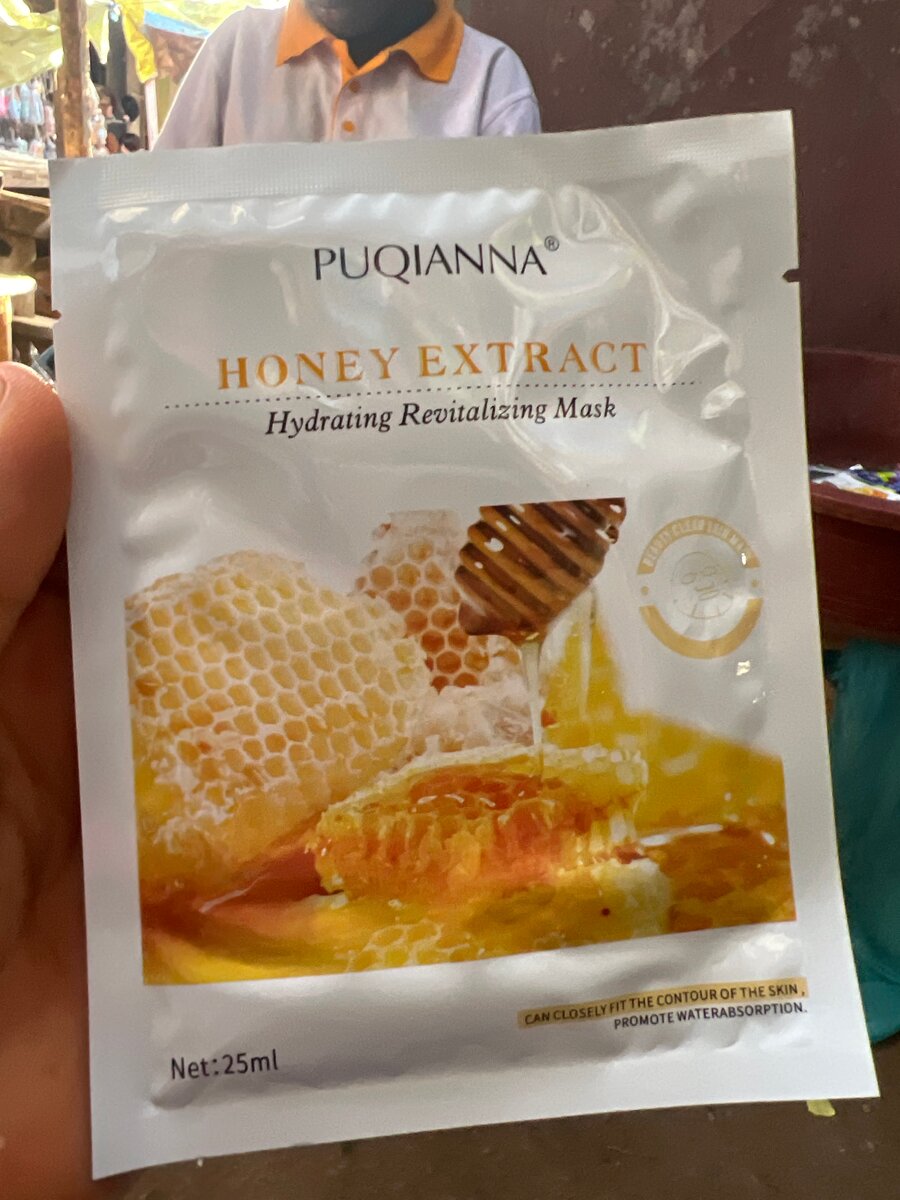 PUQIANNA®
HONEY EXTRACT
Hydrating Revitalizing Mask
CAN CLOSELY FIT THE CONTOUR OF THE SKIN ,
PROMOTE WATERABSORPTION.
Net:25ml